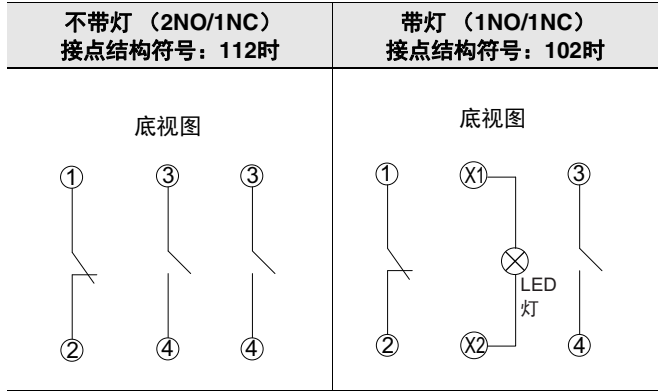 不带灯 （2NO/1NC）
接点结构符号：112时
带灯 （1NO/1NC）
接点结构符号：102时
底视图
① ③ ③
② ④ ④
底视图
① X1 ③
LED
灯
② X2 ④